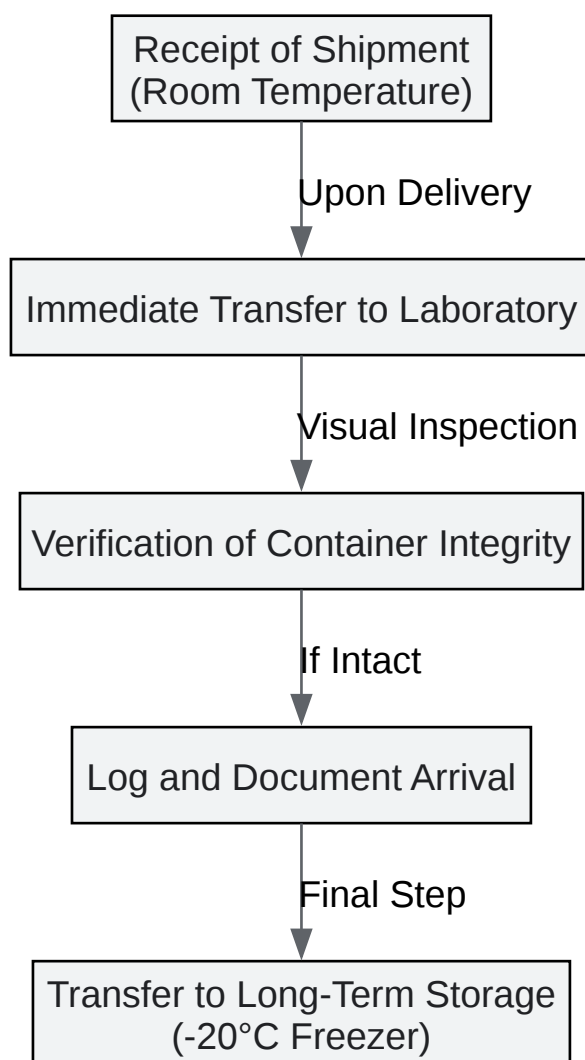 Receipt of Shipment
(Room Temperature)
Upon Delivery
Immediate Transfer to Laboratory
Visual Inspection
Verification of Container Integrity
If Intact
Log and Document Arrival
Final Step
Transfer to Long-Term Storage
(-20°C Freezer)